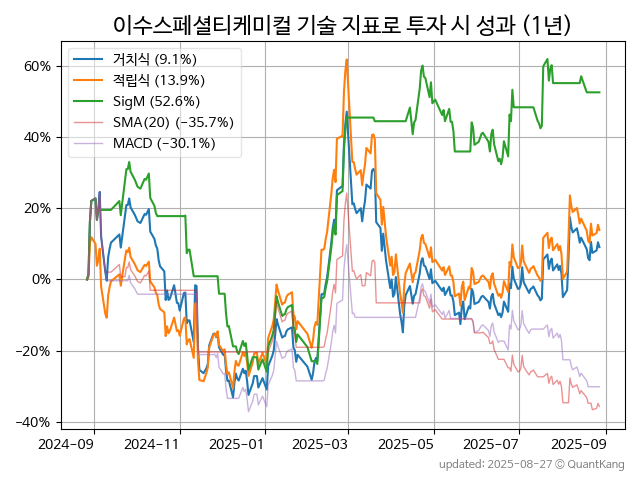 이수스페셜티케미컬 기술 지표로 투자 시 성과 (1년)
거치식 (9.1%)
적립식 (13.9%)
SigM (52.6%)
SMA(20) (−35.7%)
MACD (−30.1%)
60%
40%
20%
0%
−20%
−40%
2024-09 2024-11 2025-01 2025-03 2025-05 2025-07 2025-09
updated: 2025-08-27 © QuantKang